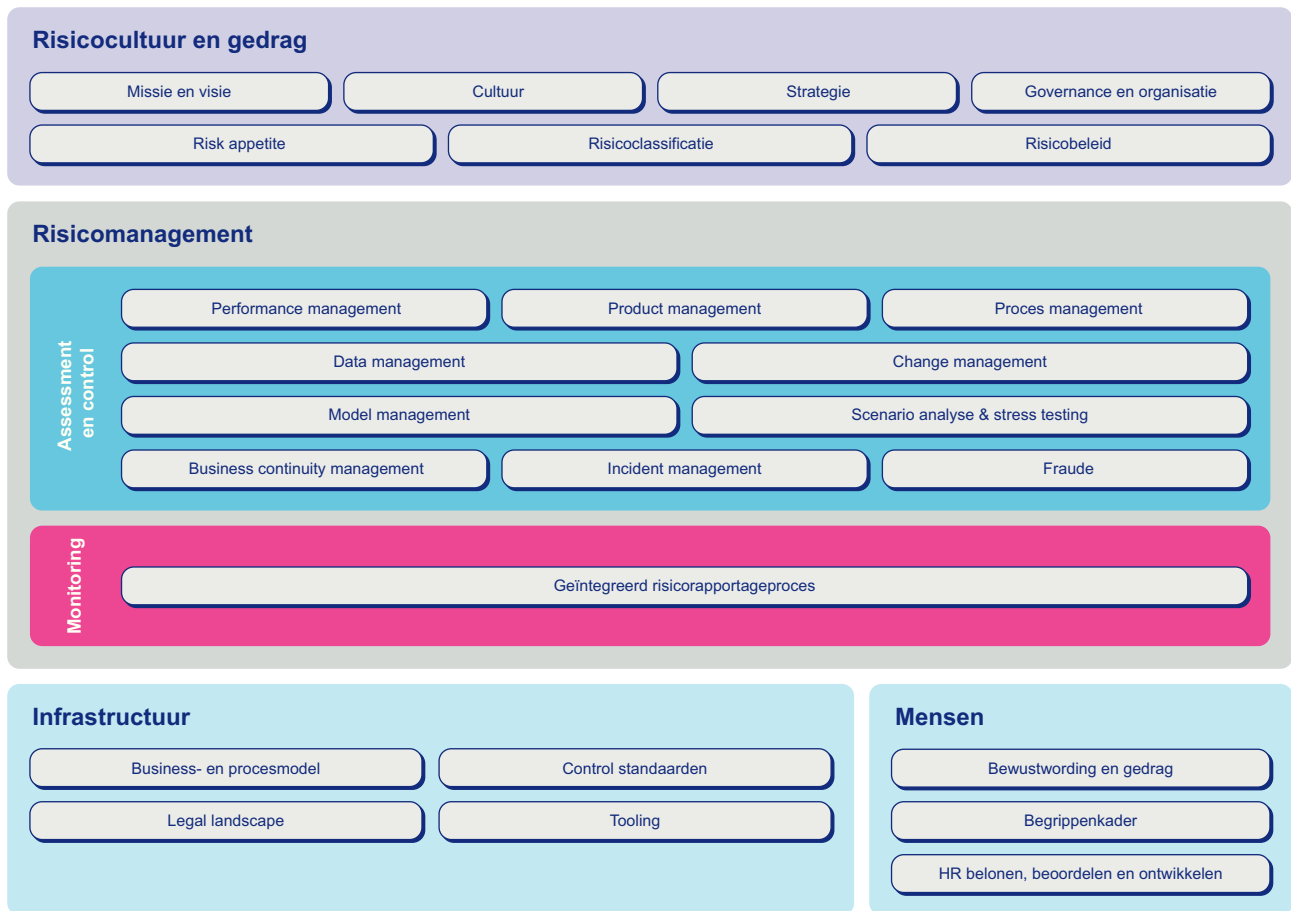 Risicocultuur en gedrag
Missie en visie
Cultuur
Strategie
Governance en organisatie
Risk appetite
Risicoclassificatie
Risicobeleid
Risicomanagement
Assessment
en control
Performance management
Product management
Proces management
Data management
Change management
Model management
Scenario analyse & stress testing
Business continuity management
Incident management
Fraude
Monitoring
Geïntegreerd risicorapportageproces
Infrastructuur
Business- en procesmodel
Control standaarden
Legal landscape
Tooling
Mensen
Bewustwording en gedrag
Begrippenkader
HR belonen, beoordelen en ontwikkelen